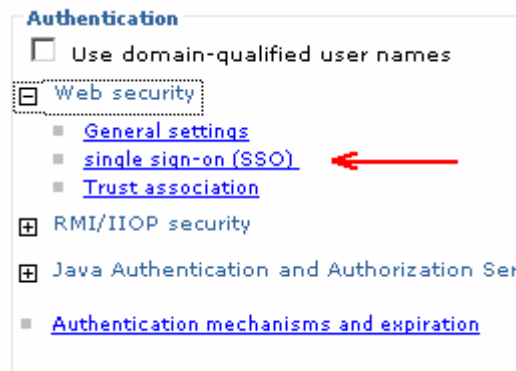 Authentication
Use domain-qualified user names
Web security
General settings
single sign-on (SSO)
Trust association
RMI/IIOP security
Java Authentication and Authorization Ser
Authentication mechanisms and expiration